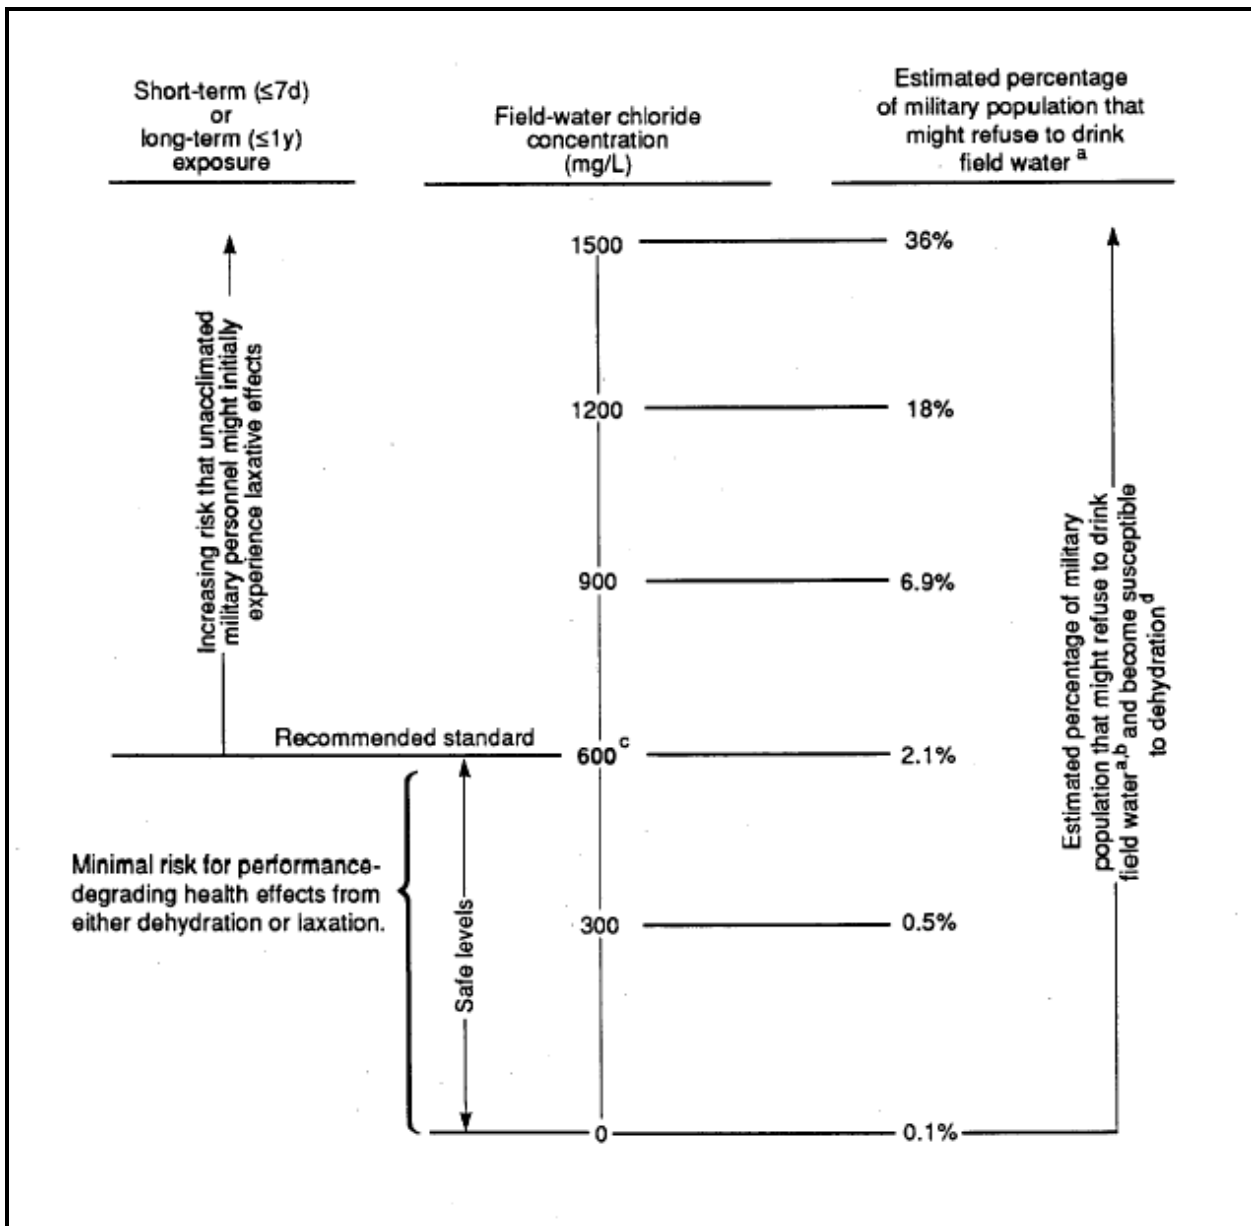 Short-term (≤7d)
or
long-term (≤1y)
exposure
Field-water chloride
concentration
(mg/L)
Estimated percentage
of military population that
might refuse to drink
field water a
1500
36%
1200
18%
900
6.9%
Recommended standard
600c
2.1%
300
0.5%
0
0.1%
Increasing risk that unacclimated
military personnel might initially
experience laxative effects
Minimal risk for performance-
degrading health effects from
either dehydration or laxation.
Safe levels
Estimated percentage of military
population that might refuse to drink
field water a,b and become susceptible
to dehydration d